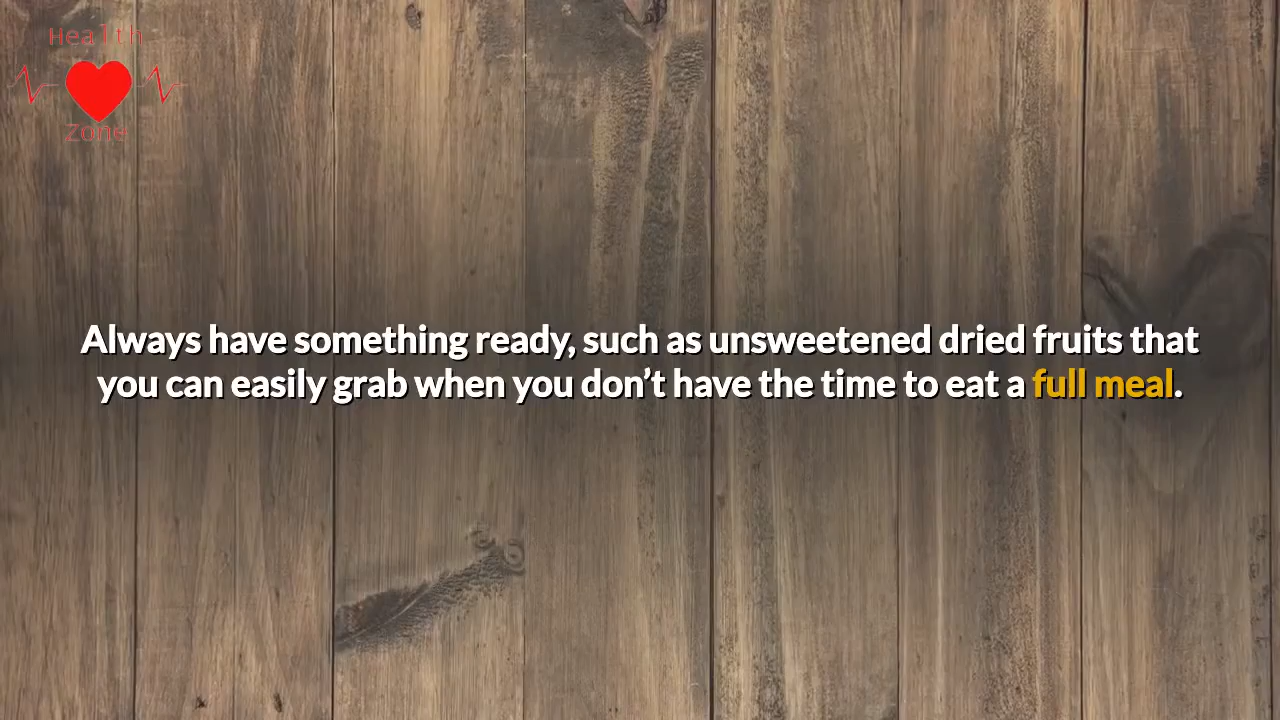 Health
Zone
Always have something ready, such as unsweetened dried fruits that
you can easily grab when you don’t have the time to eat a full meal.